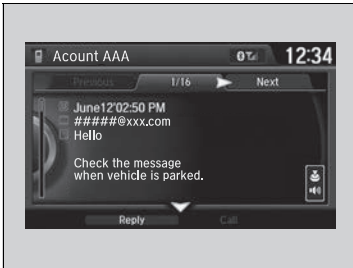 Acount AAA
12:34
Previous
1/16
Next
June12'02:50 PM
#####@xxx.com
Hello
Check the message
when vehicle is parked.
Reply
Call